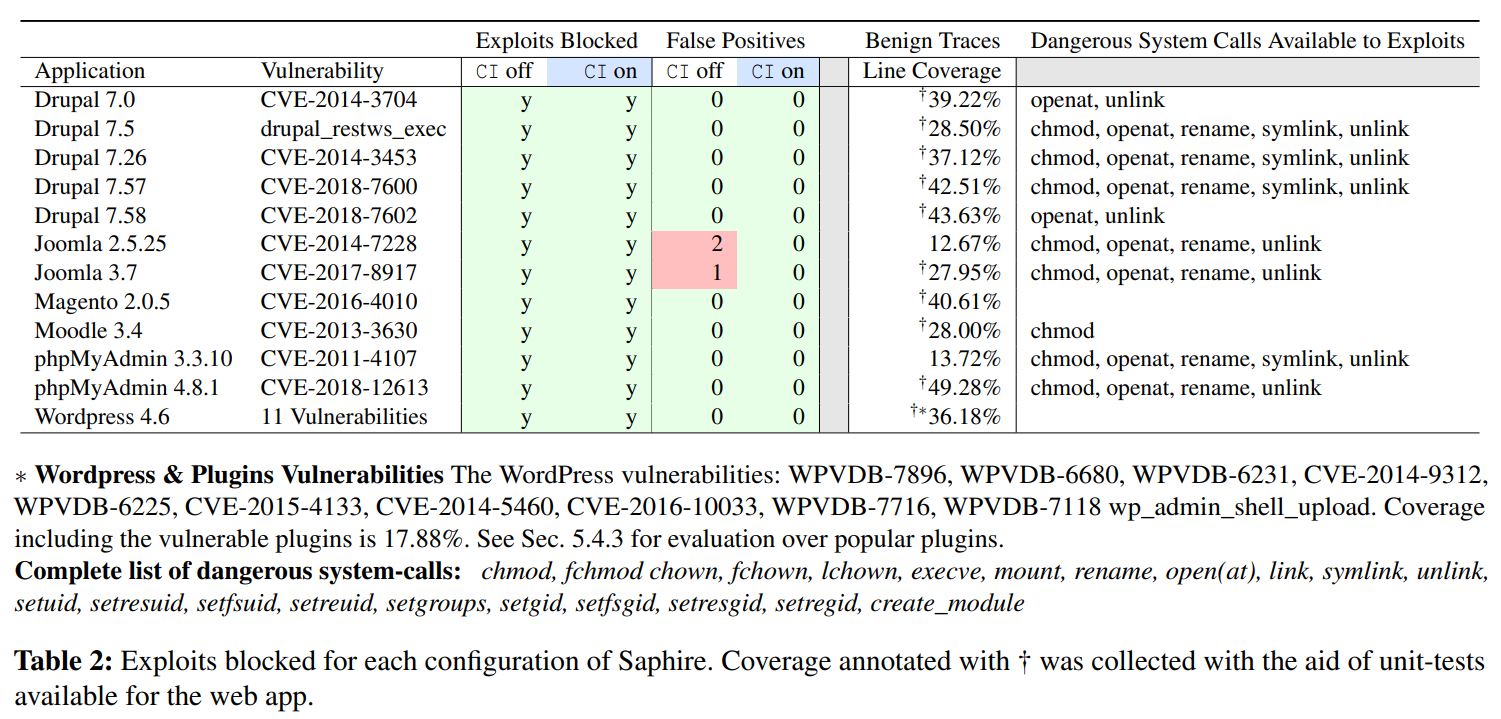 Exploits Blocked False Positives Benign Traces Dangerous System Calls Available to Exploits
Application Vulnerability CI off CI on CI off CI on Line Coverage
Drupal 7.0 CVE-2014-3704 y y 0 0 †39.22% openat, unlink
Drupal 7.5 drupal_restws_exec y y 0 0 †28.50% chmod, openat, rename, symlink, unlink
Drupal 7.26 CVE-2014-3453 y y 0 0 †37.12% chmod, openat, rename, symlink, unlink
Drupal 7.57 CVE-2018-7600 y y 0 0 †42.51% chmod, openat, rename, symlink, unlink
Drupal 7.58 CVE-2018-7602 y y 0 0 †43.63% openat, unlink
Joomla 2.5.25 CVE-2014-7228 y y 2 0 12.67% chmod, openat, rename, unlink
Joomla 3.7 CVE-2017-8917 y y 1 0 †27.95% chmod, openat, rename, unlink
Magento 2.0.5 CVE-2016-4010 y y 0 0 †40.61%
Moodle 3.4 CVE-2013-3630 y y 0 0 †28.00% chmod
phpMyAdmin 3.3.10 CVE-2011-4107 y y 0 0 13.72% chmod, openat, rename, symlink, unlink
phpMyAdmin 4.8.1 CVE-2018-12613 y y 0 0 †49.28% chmod, openat, rename, unlink
Wordpress 4.6 11 Vulnerabilities y y 0 0 †*36.18%
∗ Wordpress & Plugins Vulnerabilities The WordPress vulnerabilities: WPVDB-7896, WPVDB-6680, WPVDB-6231, CVE-2014-9312,
WPVDB-6225, CVE-2015-4133, CVE-2014-5460, CVE-2016-10033, WPVDB-7716, WPVDB-7118 wp_admin_shell_upload. Coverage
including the vulnerable plugins is 17.88%. See Sec. 5.4.3 for evaluation over popular plugins.
Complete list of dangerous system-calls: chmod, fchmod chown, fchown, lchown, execve, mount, rename, open(at), link, symlink, unlink,
setuid, setresuid, setfsuid, setreuid, setgroups, setgid, setfsgid, setresgid, setregid, create_module
Table 2: Exploits blocked for each configuration of Saphire. Coverage annotated with † was collected with the aid of unit-tests
available for the web app.